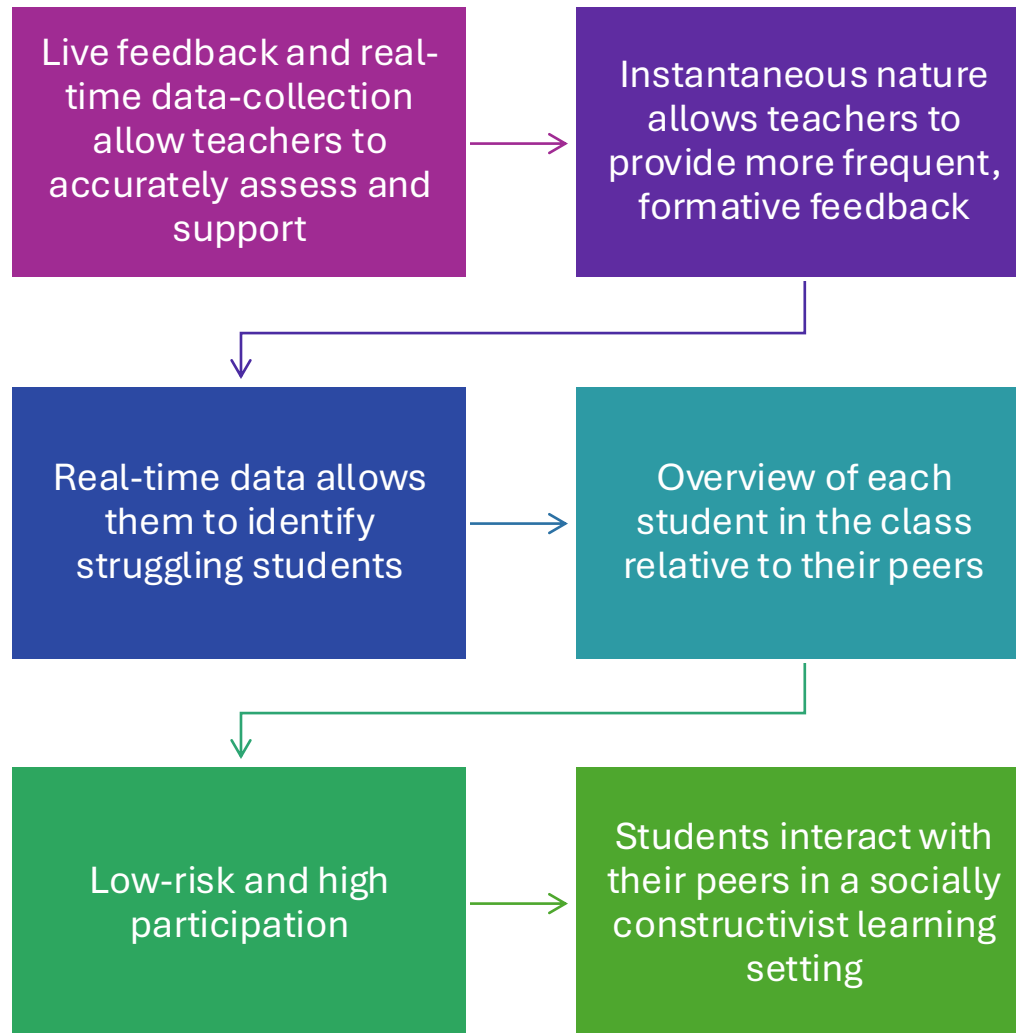 Live feedback and real-
time data-collection
allow teachers to
accurately assess and
support
Instantaneous nature
allows teachers to
provide more frequent,
formative feedback
Real-time data allows
them to identify
struggling students
Overview of each
student in the class
relative to their peers
Low-risk and high
participation
Students interact with
their peers in a socially
constructivist learning
setting